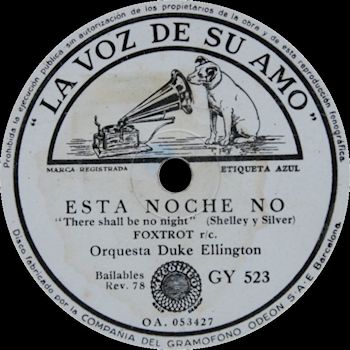 Prohibida la ejecución pública sin autorización de los propietarios de la obra y de esta reproducción fonográfica.
"LA VOZ DE SU AMO"
MARCA REGISTRADA
ETIQUETA AZUL
ESTA NOCHE NO
"There shall be no night" (Shelley y Silver)
FOXTROT r/c.
Orquesta Duke Ellington
Bailables
Rev. 78
GY 523
OA. 053427
Disco fabricado por la COMPAÑIA DEL GRAMOFONO ODEON S·A·E Barcelona